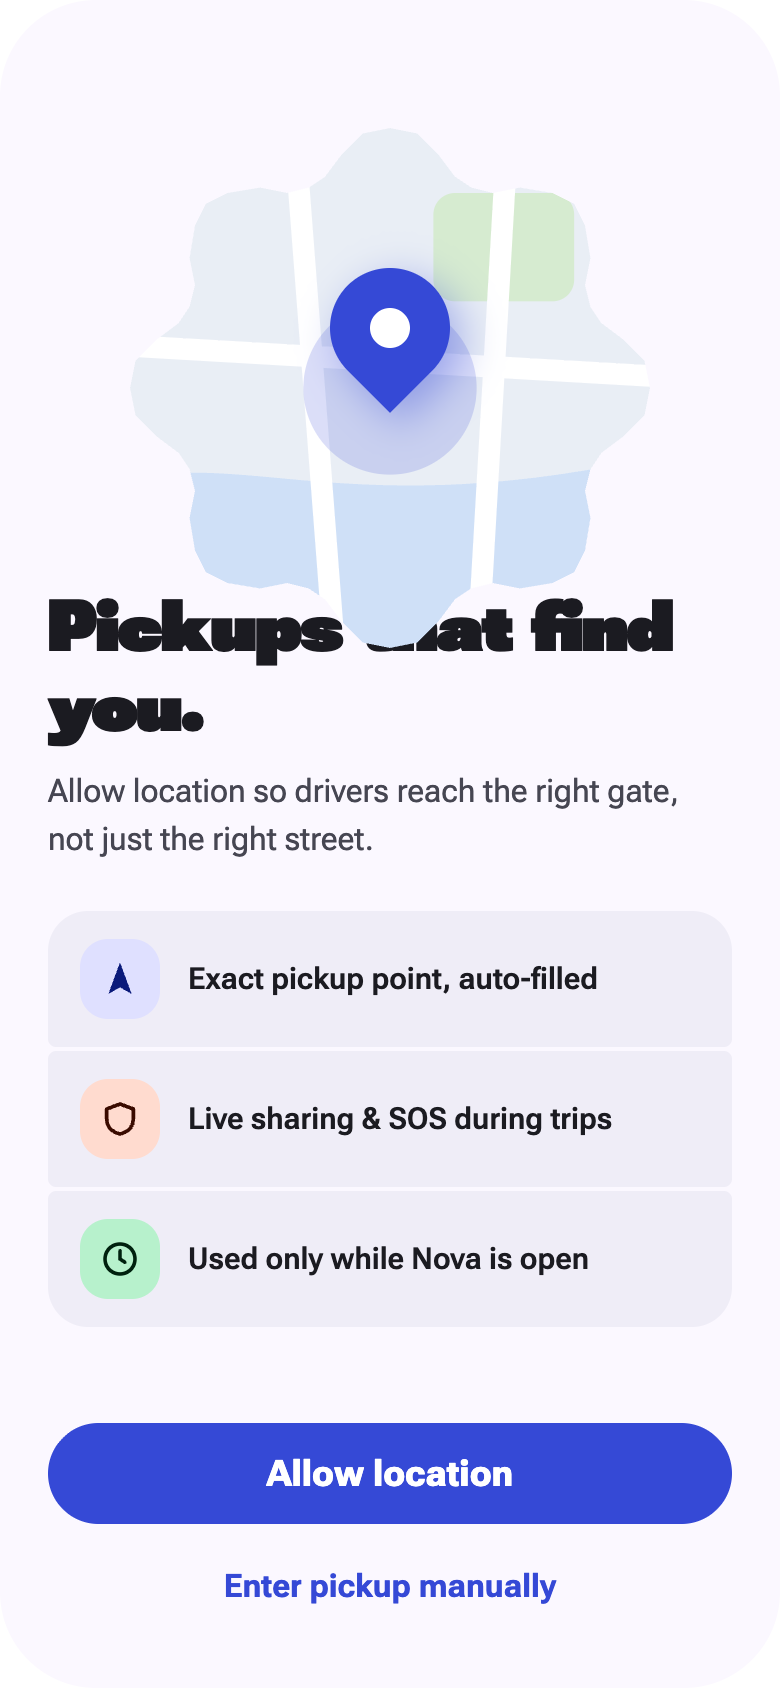 Pickups that find
you.
Allow location so drivers reach the right gate,
not just the right street.
Exact pickup point, auto-filled
Live sharing & SOS during trips
Used only while Nova is open
Allow location
Enter pickup manually